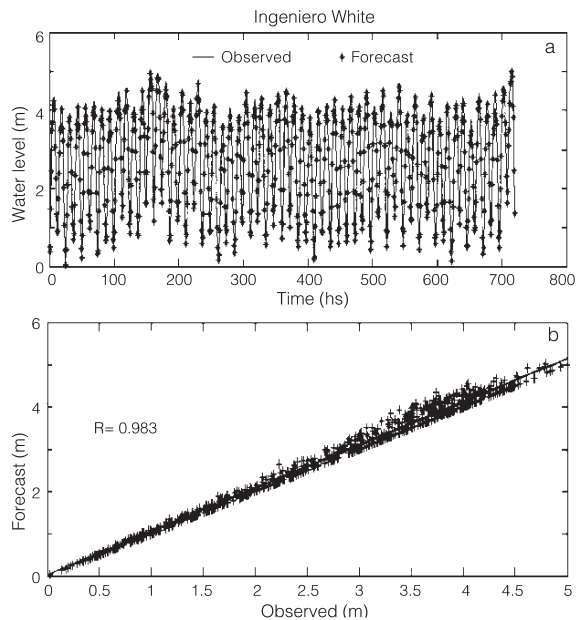 Ingeniero White
6
a
Observed
Forecast
4
Water level (m)
2
0
0 100 200 300 400 500 600 700 800
Time (hs)
6
b
R= 0.983
4
Forecast (m)
2
0
0 0.5 1 1.5 2 2.5 3 3.5 4 4.5 5
Observed (m)